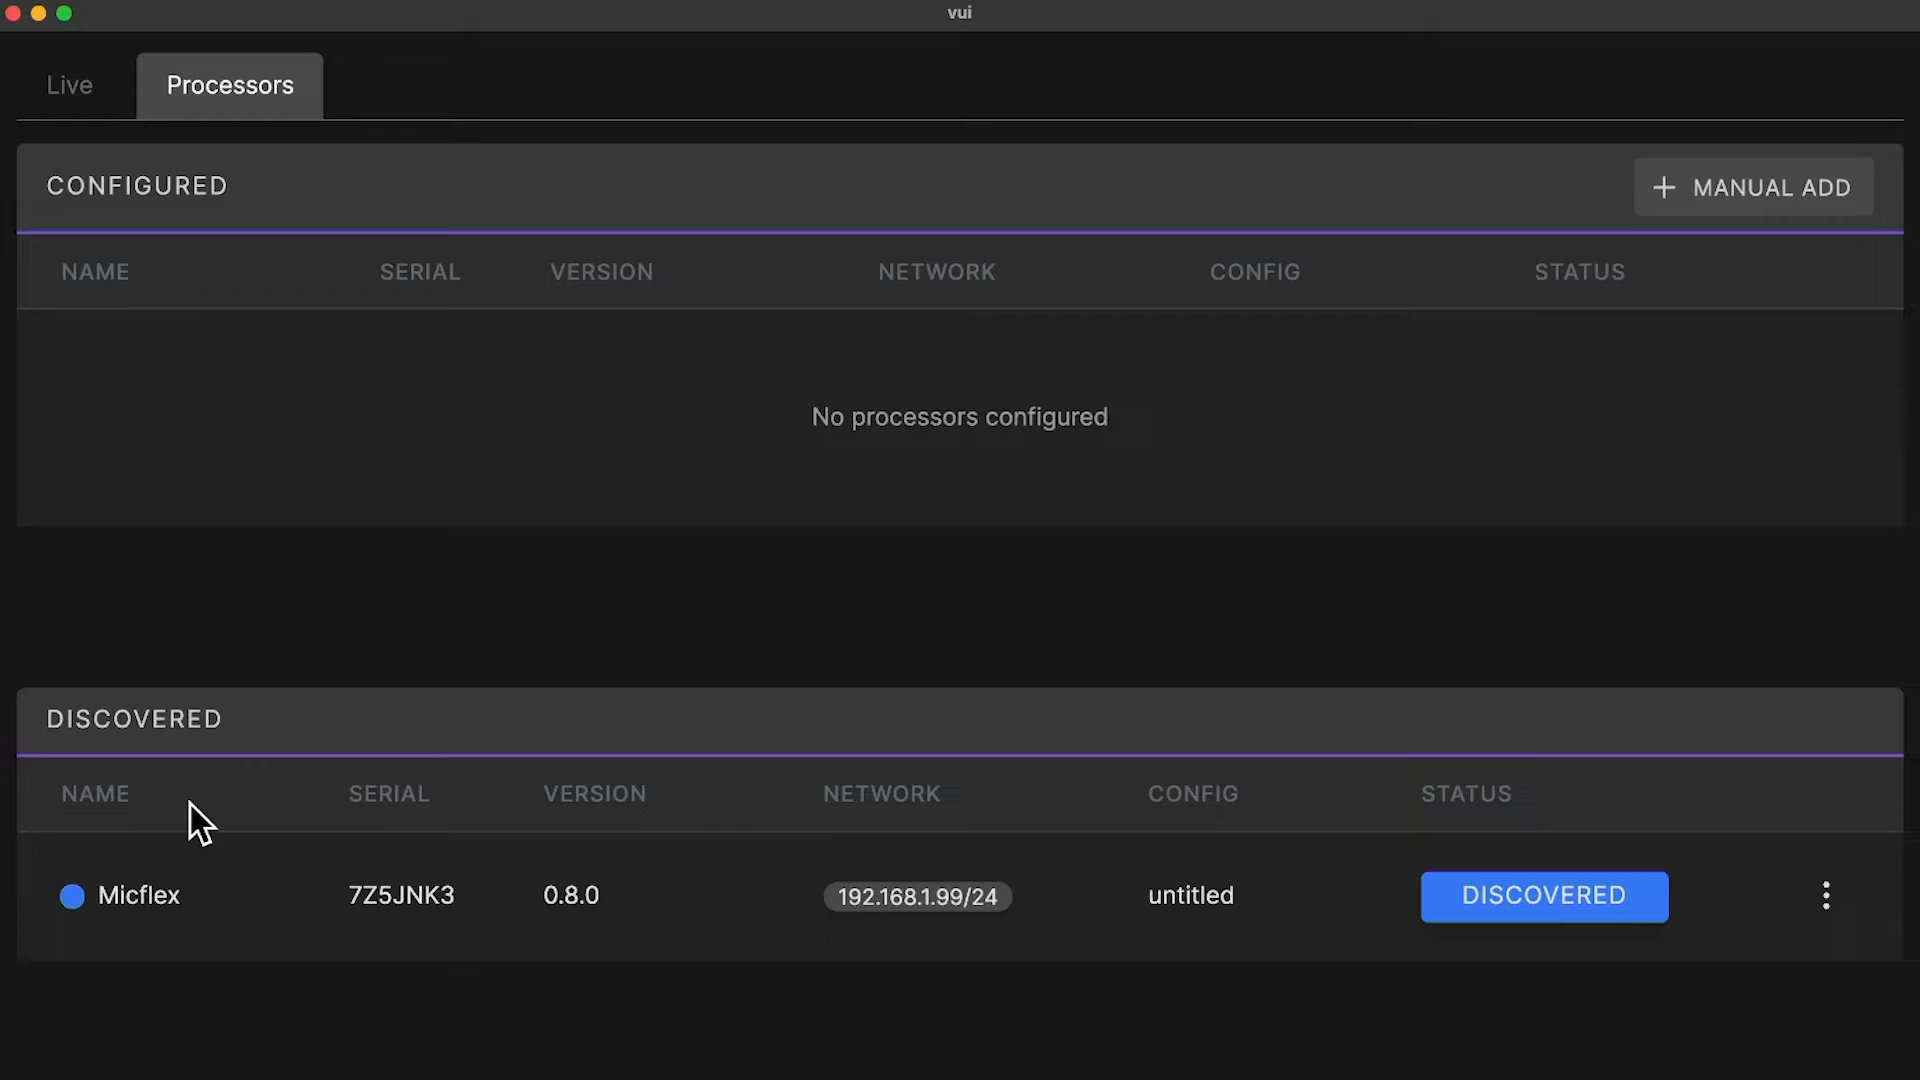 vui
Live Processors
CONFIGURED + MANUAL ADD
NAME SERIAL VERSION NETWORK CONFIG STATUS
No processors configured
DISCOVERED
NAME SERIAL VERSION NETWORK CONFIG STATUS
Micflex 7Z5JNK3 0.8.0 192.168.1.99/24 untitled DISCOVERED